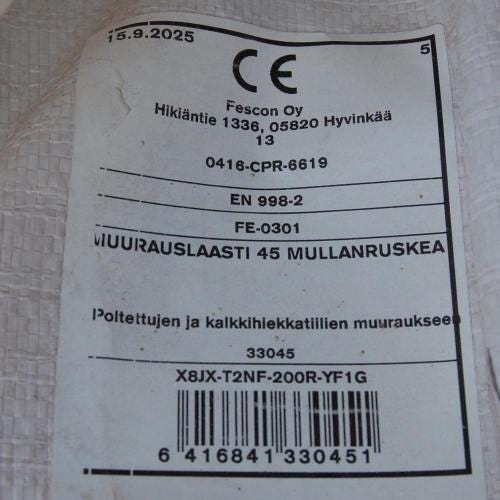 15.9.2025
5
CE
Fescon Oy
Hikiäntie 1336, 05820 Hyvinkää
13
0416-CPR-6619
EN 998-2
FE-0301
MUURAUSLAASTI 45 MULLANRUSKEA
Poltettujen ja kalkkihiekkatiilien muuraukseen
33045
X8JX-T2NF-200R-YF1G
6 416841 330451